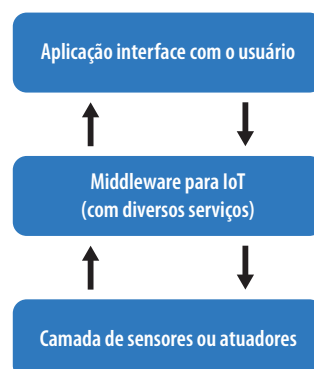 Aplicação interface com o usuário
Middleware para IoT
(com diversos serviços)
Camada de sensores ou atuadores